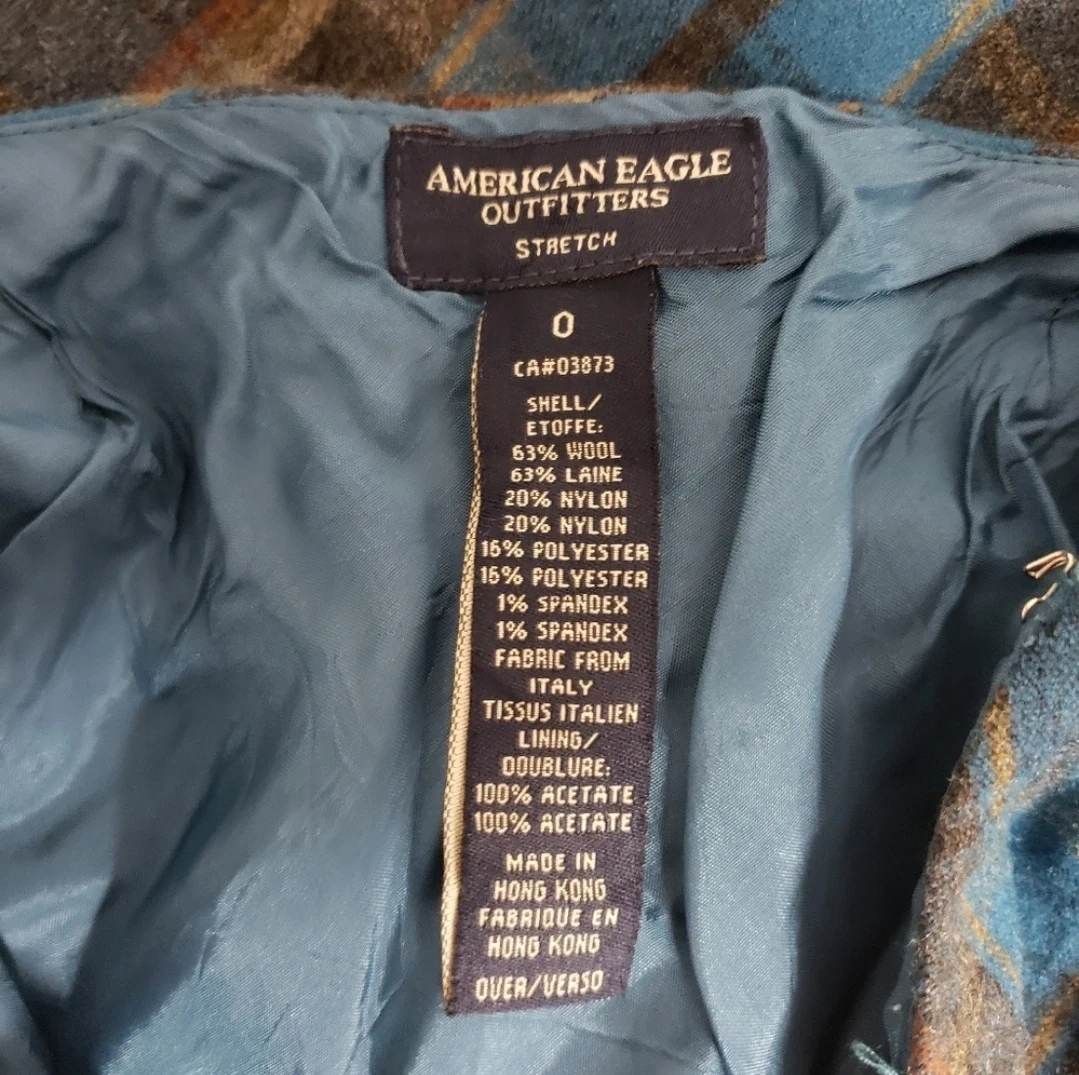 AMERICAN EAGLE
OUTFITTERS
STRETCH
0
CA#03873
SHELL/
ETOFFE:
63% WOOL
63% LAINE
20% NYLON
20% NYLON
16% POLYESTER
16% POLYESTER
1% SPANDEX
1% SPANDEX
FABRIC FROM
ITALY
TISSUS ITALIEN
LINING/
DOUBLURE:
100% ACETATE
100% ACETATE
MADE IN
HONG KONG
FABRIQUE EN
HONG KONG
OVER/VERSO